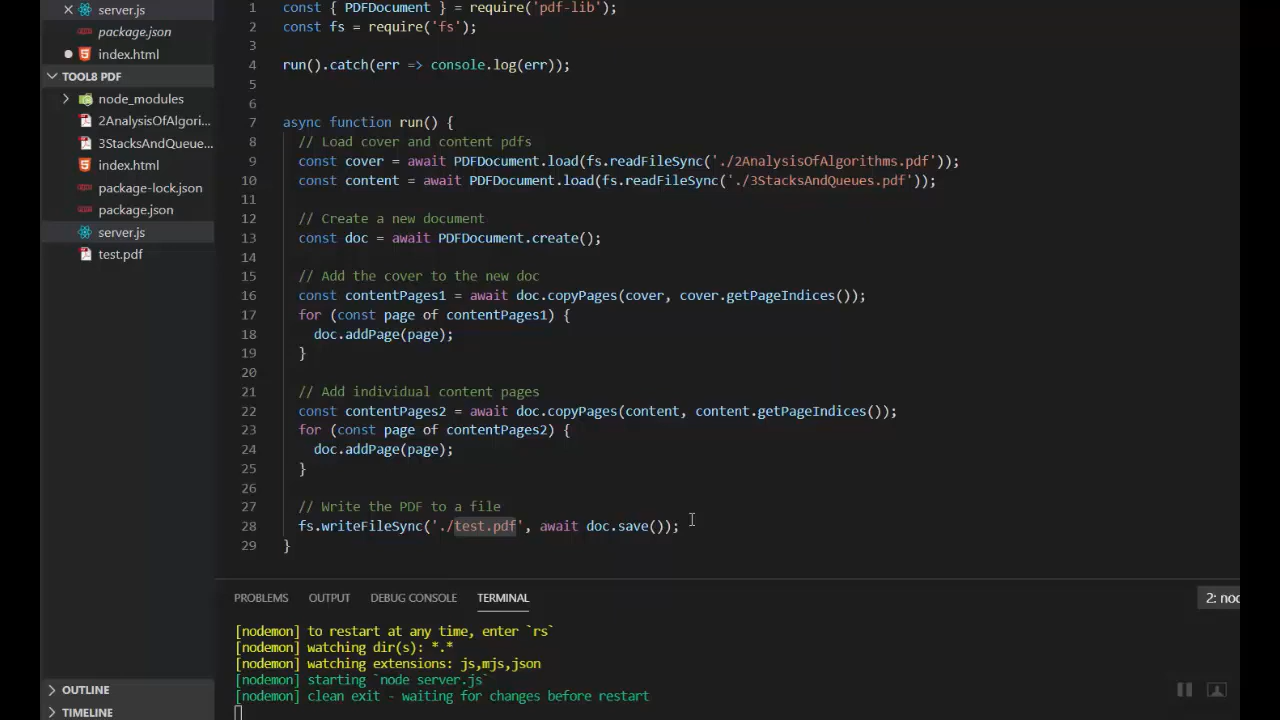 server.js
package.json
index.html
TOOL8 PDF
node_modules
2AnalysisOfAlgori...
3StacksAndQueue...
index.html
package-lock.json
package.json
server.js
test.pdf
OUTLINE
TIMELINE
1 const { PDFDocument } = require('pdf-lib');
2 const fs = require('fs');
3
4 run().catch(err => console.log(err));
5
6
7 async function run() {
8 // Load cover and content pdfs
9 const cover = await PDFDocument.load(fs.readFileSync('./2AnalysisOfAlgorithms.pdf'));
10 const content = await PDFDocument.load(fs.readFileSync('./3StacksAndQueues.pdf'));
11
12 // Create a new document
13 const doc = await PDFDocument.create();
14
15 // Add the cover to the new doc
16 const contentPages1 = await doc.copyPages(cover, cover.getPageIndices());
17 for (const page of contentPages1) {
18 doc.addPage(page);
19 }
20
21 // Add individual content pages
22 const contentPages2 = await doc.copyPages(content, content.getPageIndices());
23 for (const page of contentPages2) {
24 doc.addPage(page);
25 }
26
27 // Write the PDF to a file
28 fs.writeFileSync('./test.pdf', await doc.save());
29 }
PROBLEMS OUTPUT DEBUG CONSOLE TERMINAL 2: nod
[nodemon] to restart at any time, enter `rs`
[nodemon] watching dir(s): *.*
[nodemon] watching extensions: js,mjs,json
[nodemon] starting `node server.js`
[nodemon] clean exit - waiting for changes before restart